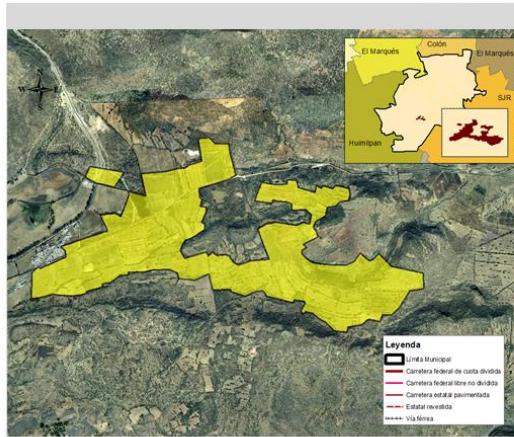 Colón
El Marqués
El Marqués
SJR
Huimilpan
Leyenda
Límite Municipal
Carretera federal de cuota dividida
Carretera federal libre no dividida
Carretera estatal pavimentada
Estatal revestida
Vía férrea